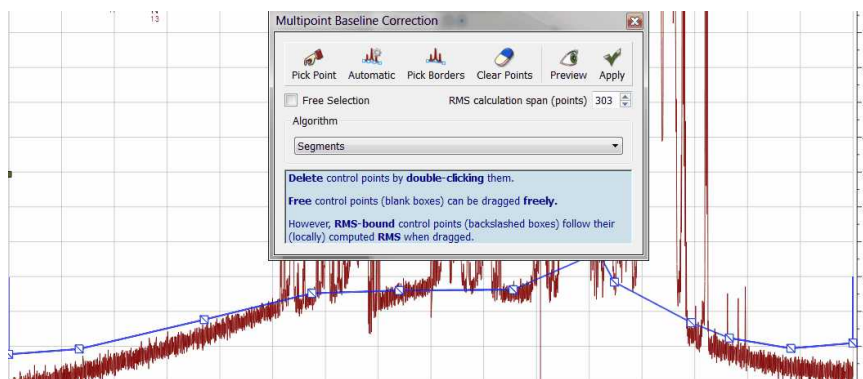 13
Multipoint Baseline Correction
Pick Point Automatic Pick Borders Clear Points Preview Apply
Free Selection RMS calculation span (points) 303
Algorithm
Segments
Delete control points by double-clicking them.
Free control points (blank boxes) can be dragged freely.
However, RMS-bound control points (backslashed boxes) follow their
(locally) computed RMS when dragged.